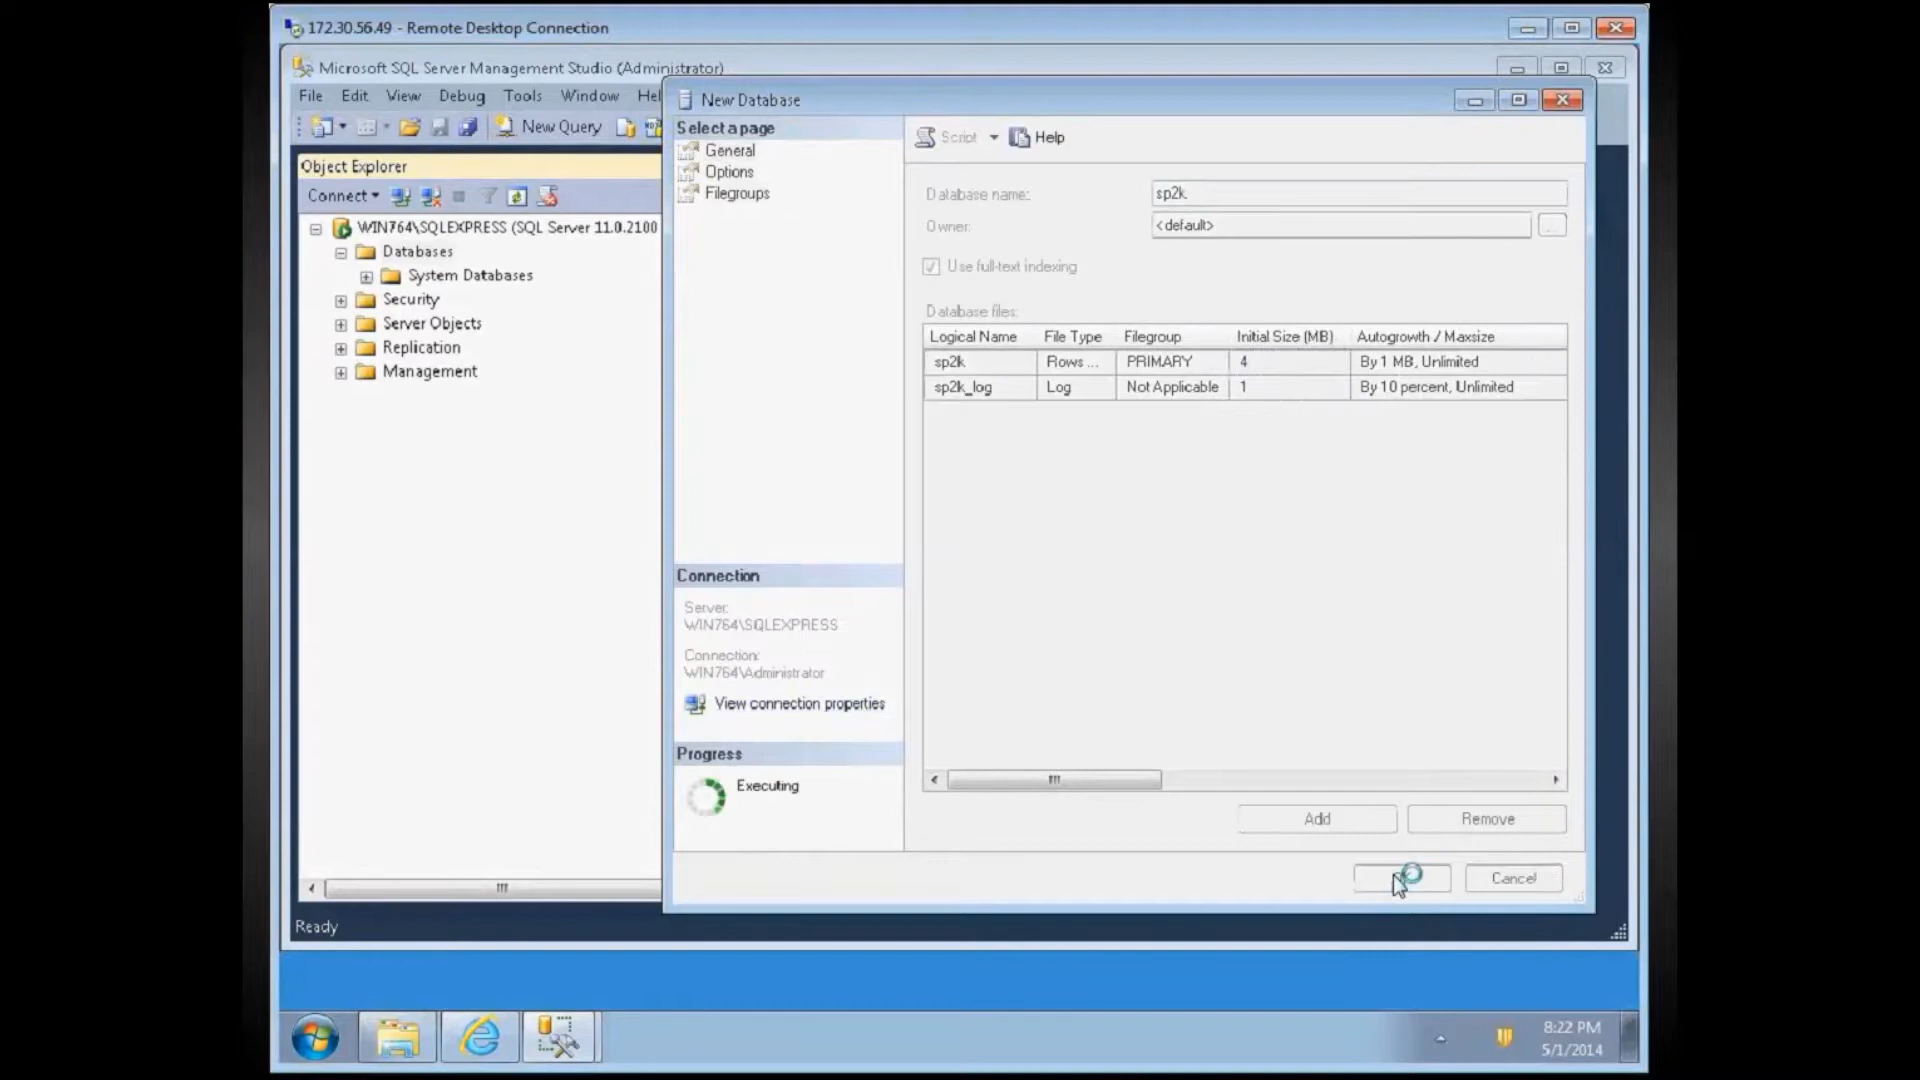 172.30.56.49 - Remote Desktop Connection
Microsoft SQL Server Management Studio (Administrator)
File Edit View Debug Tools Window Hel
New Query
Object Explorer
Connect
WIN764\SQLEXPRESS (SQL Server 11.0.2100
Databases
System Databases
Security
Server Objects
Replication
Management
Ready
New Database
Select a page
General
Options
Filegroups
Script Help
Database name: sp2k
Owner: <default> ...
Use full-text indexing
Database files:
Logical Name File Type Filegroup Initial Size (MB) Autogrowth / Maxsize
sp2k Rows ... PRIMARY 4 By 1 MB, Unlimited
sp2k_log Log Not Applicable 1 By 10 percent, Unlimited
Connection
Server:
WIN764\SQLEXPRESS
Connection:
WIN764\Administrator
View connection properties
Progress
Executing
Add Remove
Cancel
8:22 PM
5/1/2014